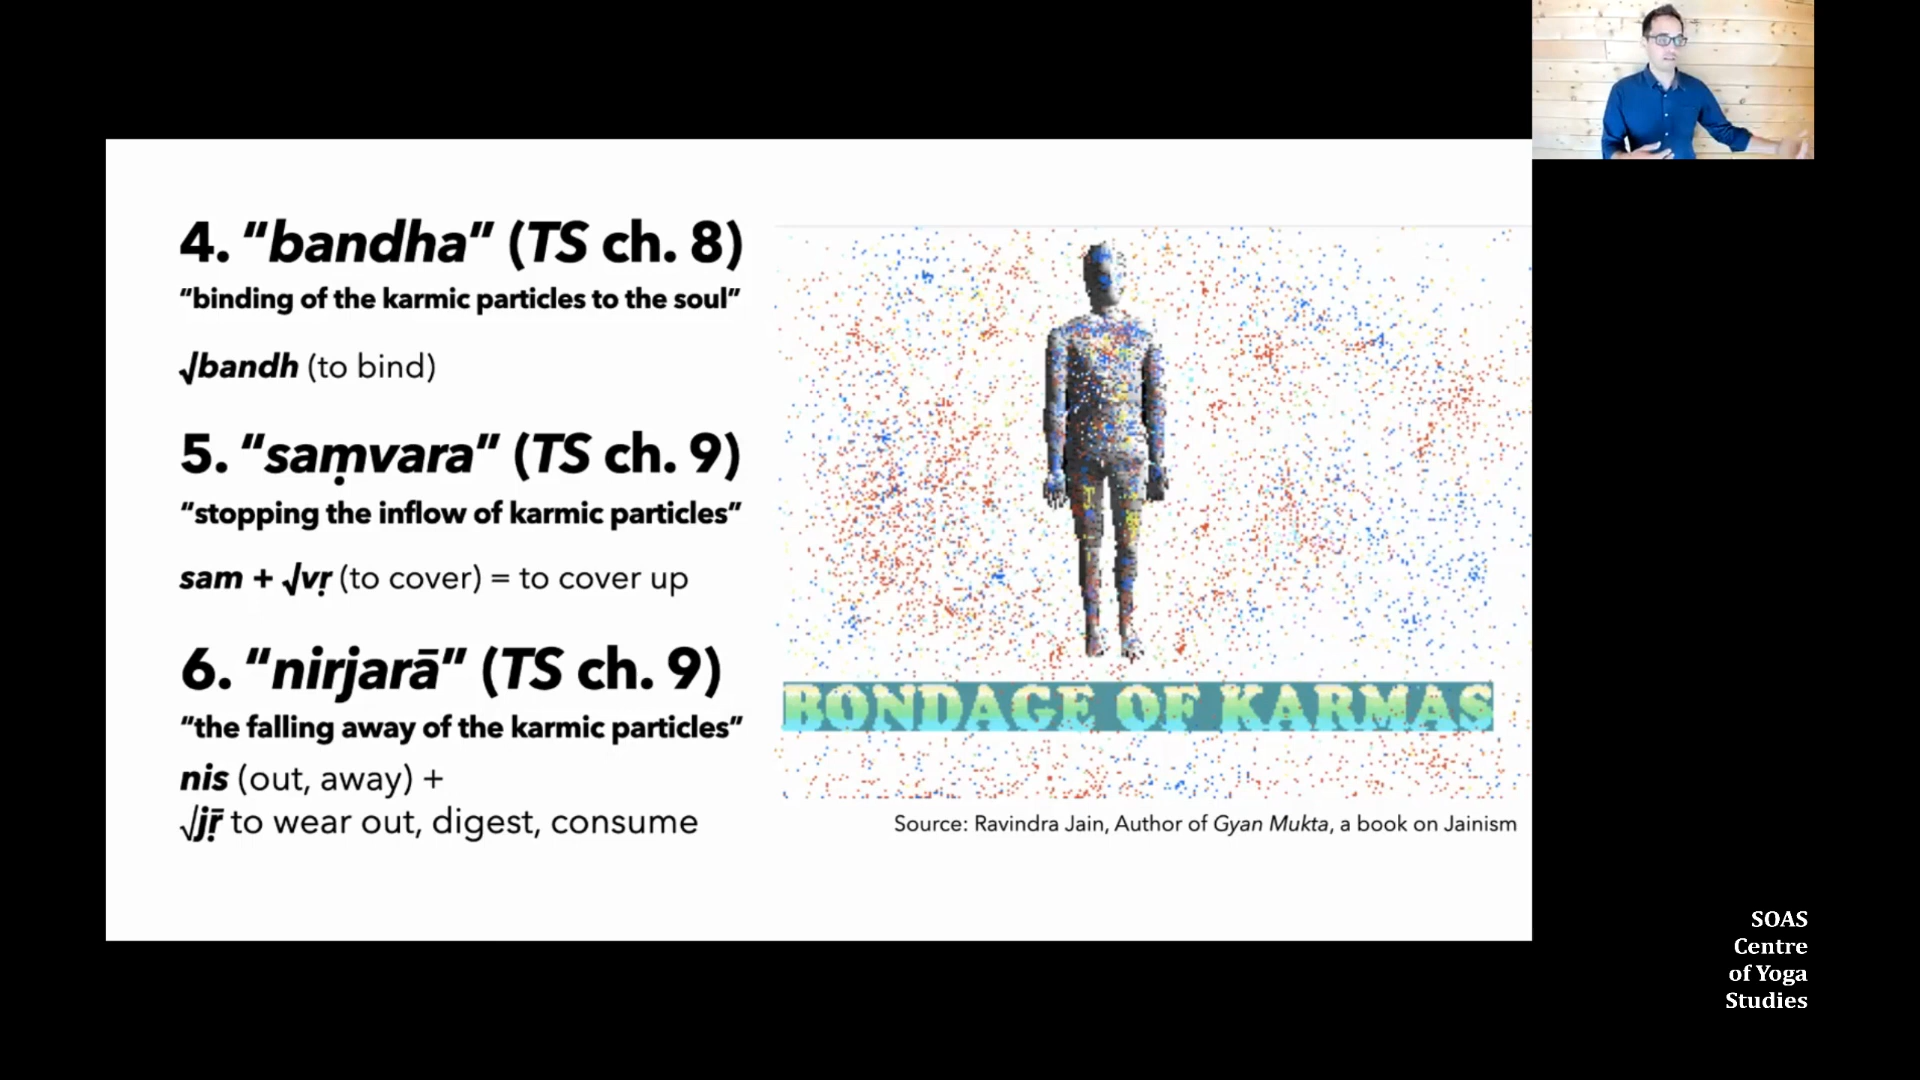 4. “bandha” (TS ch. 8)
“binding of the karmic particles to the soul”
√bandh (to bind)
5. “saṃvara” (TS ch. 9)
“stopping the inflow of karmic particles”
sam + √vṛ (to cover) = to cover up
6. “nirjarā” (TS ch. 9)
“the falling away of the karmic particles”
nis (out, away) +
√jṝ to wear out, digest, consume
BONDAGE OF KARMAS
Source: Ravindra Jain, Author of Gyan Mukta, a book on Jainism
SOAS
Centre
of Yoga
Studies